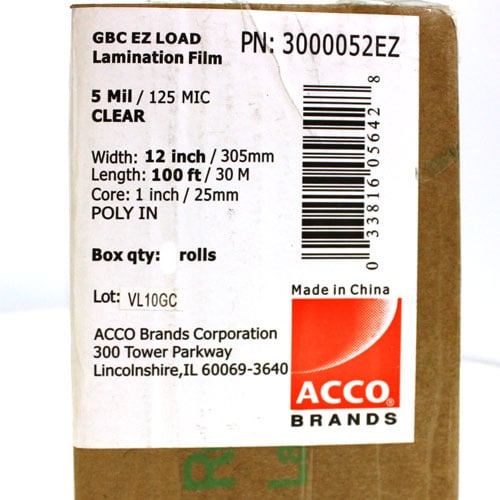 GBC EZ LOAD
Lamination Film
PN: 3000052EZ
5 Mil / 125 MIC
CLEAR
Width: 12 inch / 305mm
Length: 100 ft / 30 M
Core: 1 inch / 25mm
POLY IN
Box qty: rolls
Lot: VL10GC
0 33816 05642 8
Made in China
ACCO Brands Corporation
300 Tower Parkway
Lincolnshire,IL 60069-3640
ACCO®
BRANDS